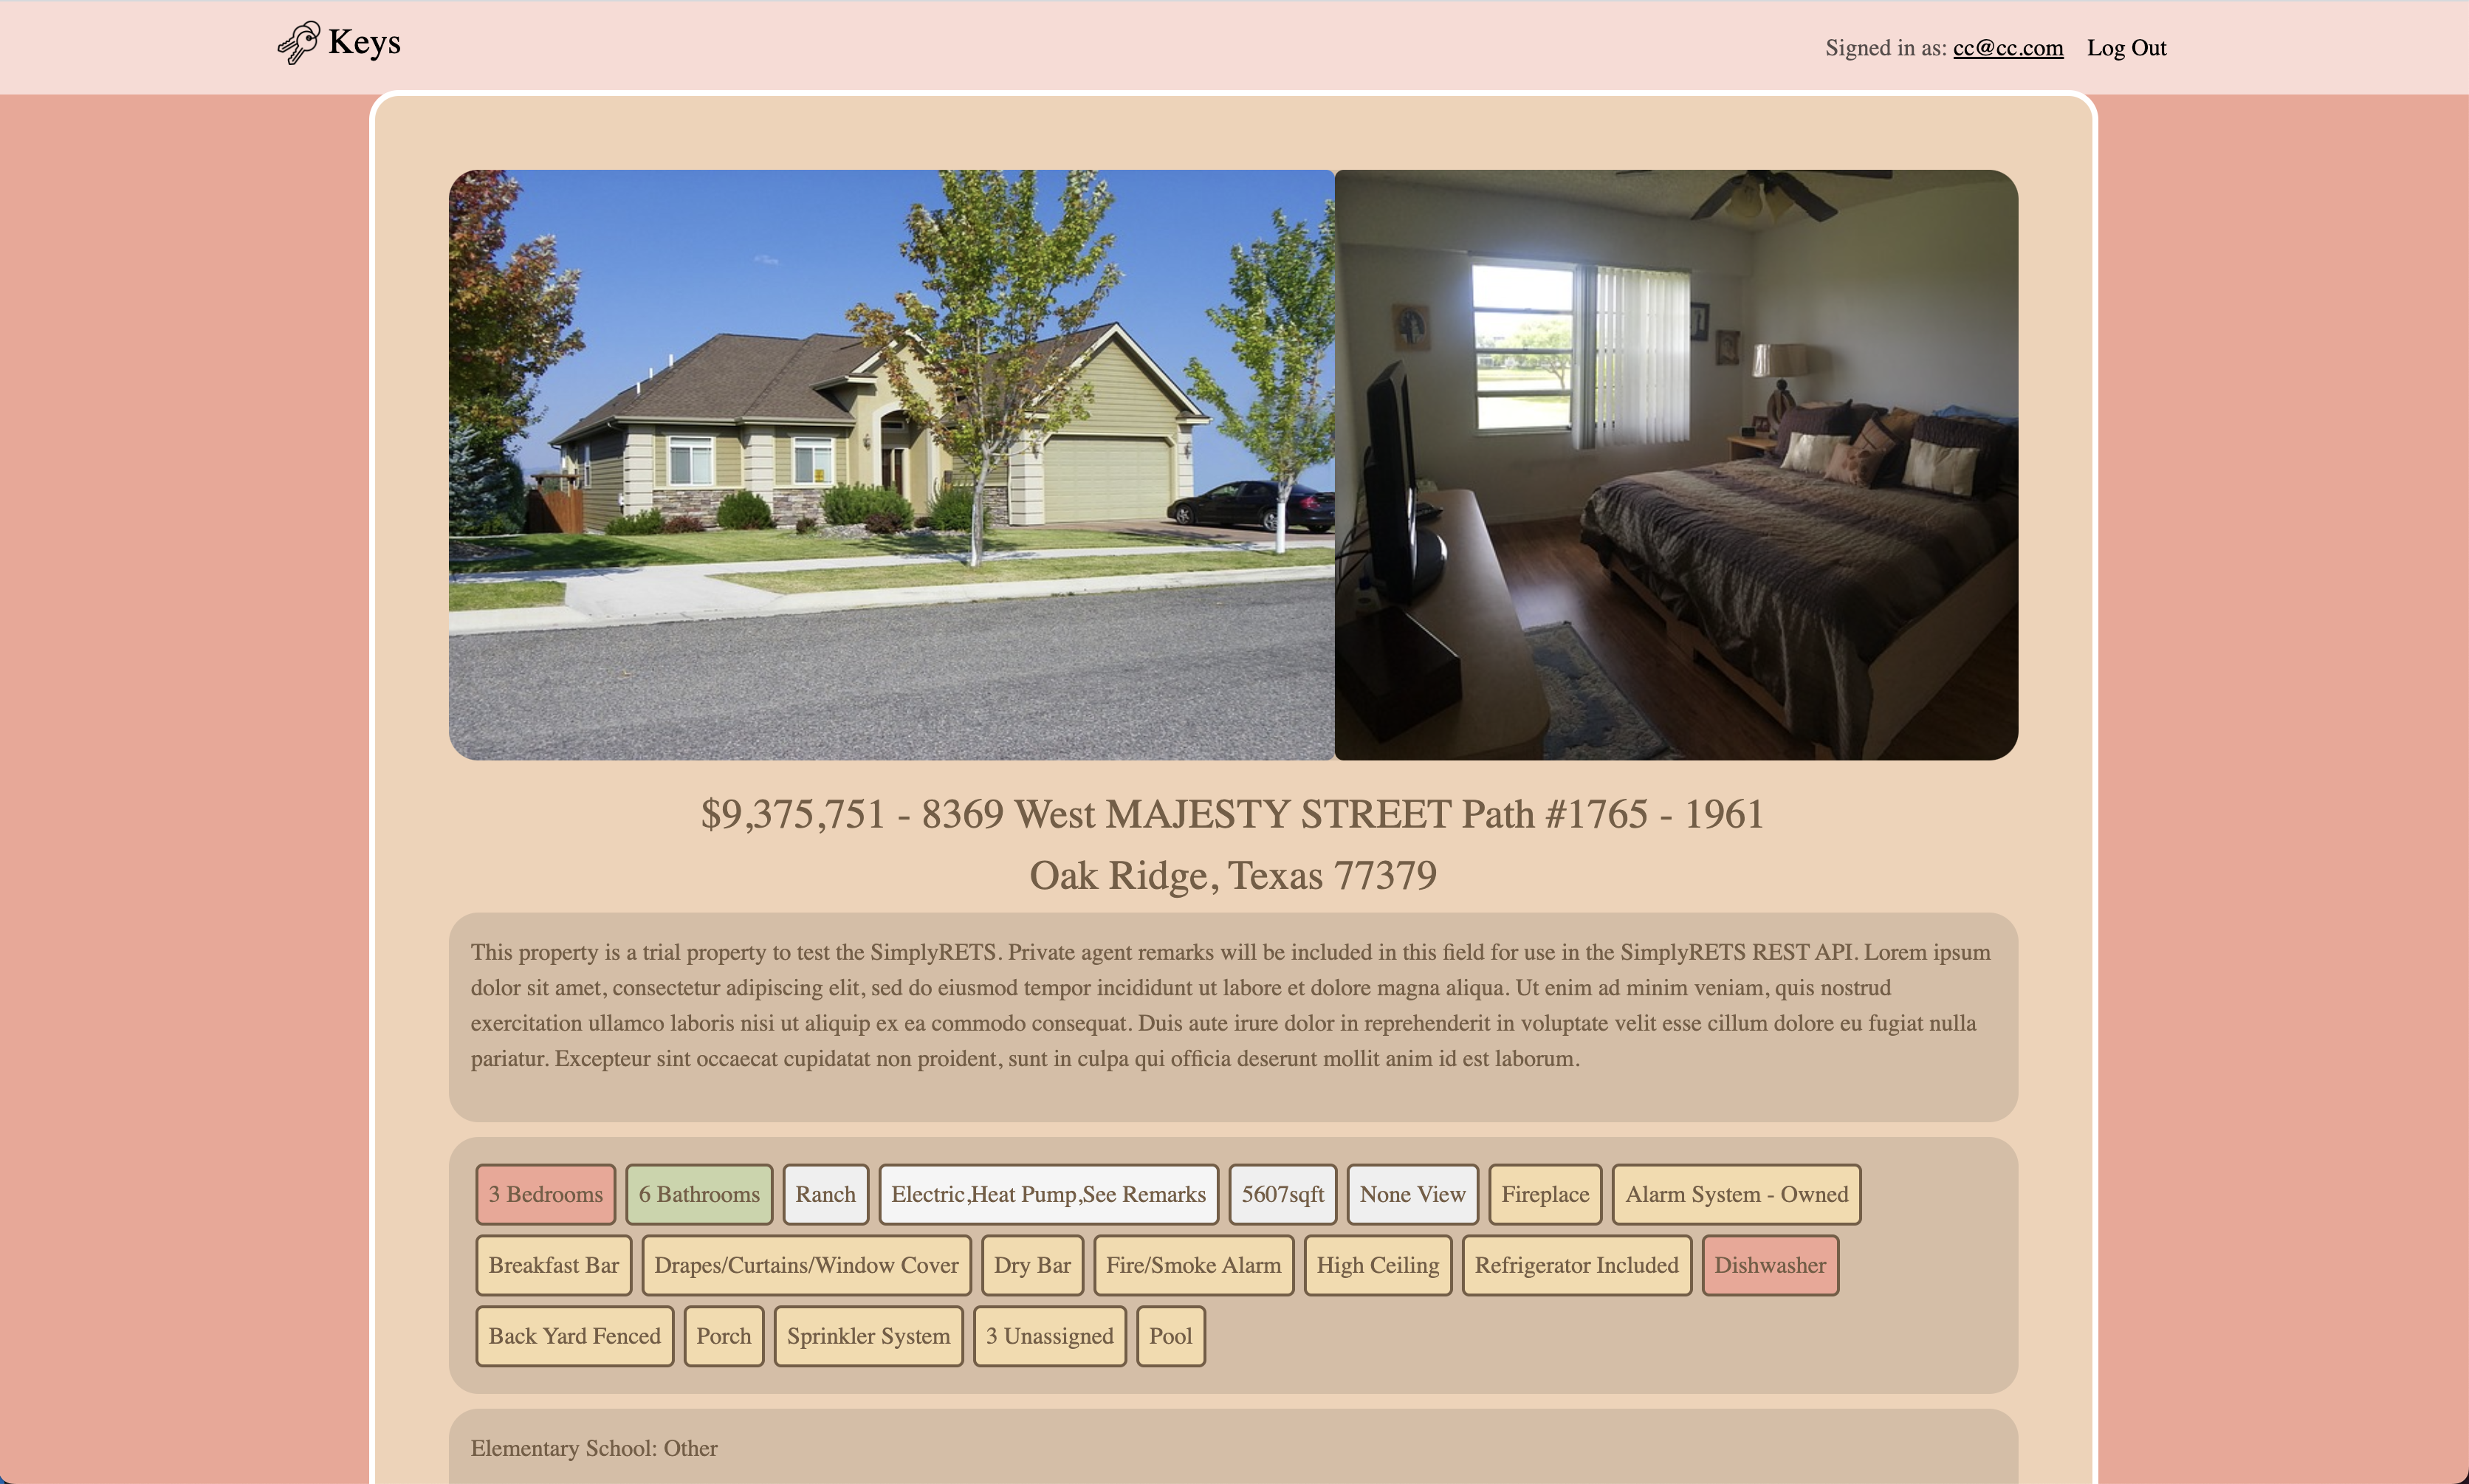 Keys
Signed in as: cc@cc.com Log Out
$9,375,751 - 8369 West MAJESTY STREET Path #1765 - 1961
Oak Ridge, Texas 77379
This property is a trial property to test the SimplyRETS. Private agent remarks will be included in this field for use in the SimplyRETS REST API. Lorem ipsum
dolor sit amet, consectetur adipiscing elit, sed do eiusmod tempor incididunt ut labore et dolore magna aliqua. Ut enim ad minim veniam, quis nostrud
exercitation ullamco laboris nisi ut aliquip ex ea commodo consequat. Duis aute irure dolor in reprehenderit in voluptate velit esse cillum dolore eu fugiat nulla
pariatur. Excepteur sint occaecat cupidatat non proident, sunt in culpa qui officia deserunt mollit anim id est laborum.
3 Bedrooms 6 Bathrooms Ranch Electric,Heat Pump,See Remarks 5607sqft None View Fireplace Alarm System - Owned
Breakfast Bar Drapes/Curtains/Window Cover Dry Bar Fire/Smoke Alarm High Ceiling Refrigerator Included Dishwasher
Back Yard Fenced Porch Sprinkler System 3 Unassigned Pool
Elementary School: Other